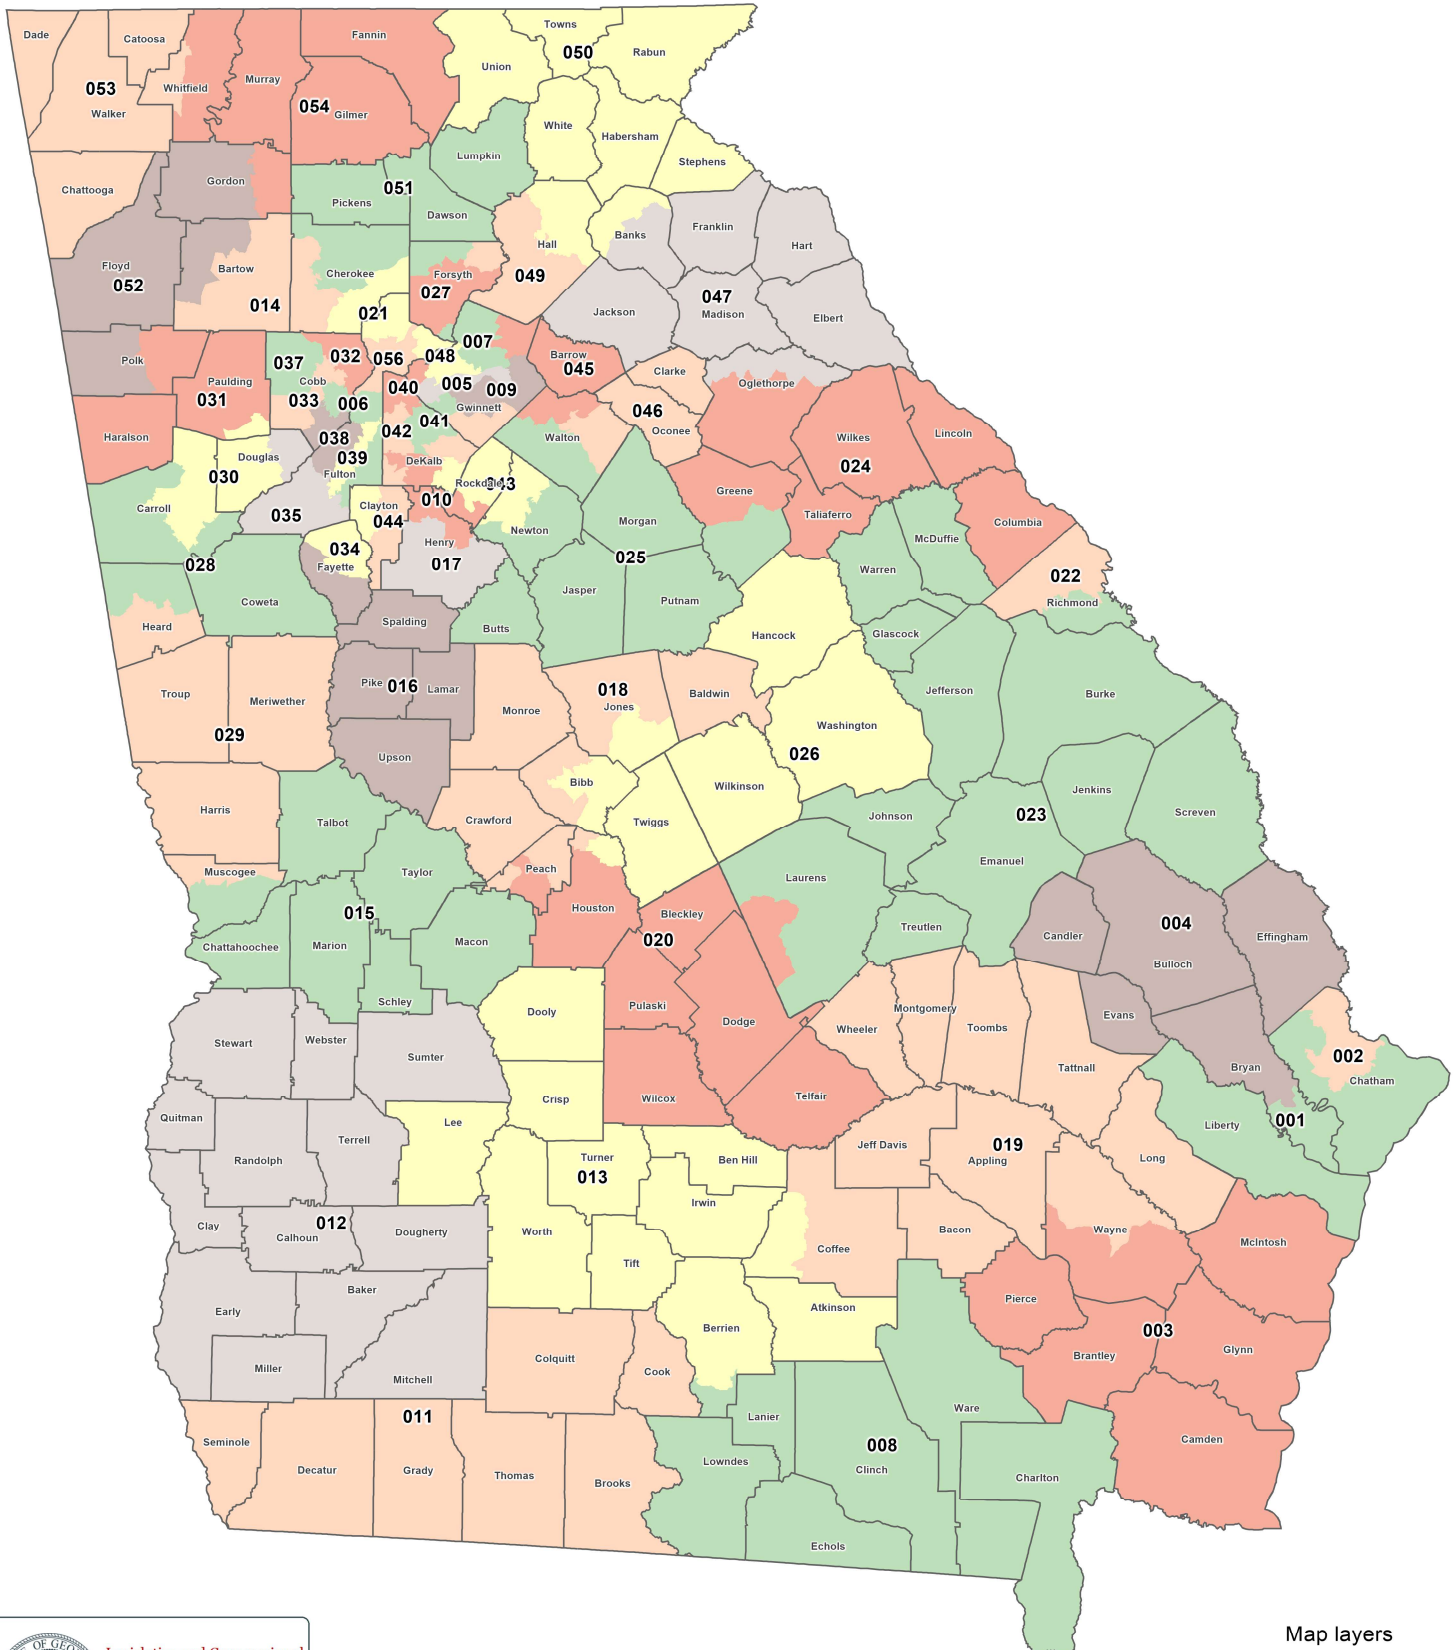 Towns
Dade
Fannin
Catoosa
Rabun
050
Union
Murray
053
Whitfield
054
Walker
Gilmer
White
Habersham
Lumpkin
Stephens
Gordon
051
Chattooga
Pickens
Dawson
Franklin
Banks
Hall
Hart
Floyd
Bartow
Cherokee
Forsyth
049
052
027
047
014
Jackson
Madison
021
Elbert
007
Polk
037
032
056
048
Barrow
045
Clarke
Paulding
Cobb
040
005
009
Oglethorpe
031
033
006
Gwinnett
046
041
Haralson
038
042
Walton
Oconee
Wilkes
Lincoln
Douglas
039
DeKalb
024
030
Fulton
Rockdale
043
Greene
010
Carroll
Clayton
035
044
Newton
Morgan
Taliaferro
Columbia
034
Henry
McDuffie
028
Fayette
017
025
Warren
022
Coweta
Jasper
Putnam
Richmond
Heard
Spalding
Butts
Hancock
Glascock
Pike
016
Lamar
018
Troup
Meriwether
Monroe
Jones
Baldwin
Jefferson
Burke
029
Washington
026
Upson
Bibb
Wilkinson
Jenkins
Harris
Talbot
Crawford
Twiggs
Johnson
023
Screven
Muscogee
Taylor
Peach
Laurens
Emanuel
015
Houston
Bleckley
004
Chattahoochee
Marion
Macon
020
Treutlen
Candler
Effingham
Bulloch
Schley
Dooly
Pulaski
Dodge
Montgomery
Evans
Stewart
Webster
Sumter
Wheeler
Toombs
002
Tattnall
Bryan
Chatham
Quitman
Lee
Crisp
Wilcox
Telfair
Liberty
001
Terrell
Randolph
Turner
Ben Hill
Jeff Davis
019
Appling
Long
013
Clay
012
Calhoun
Dougherty
Worth
Irwin
Coffee
Bacon
Wayne
McIntosh
Tift
Baker
Early
Atkinson
Pierce
Berrien
003
Miller
Mitchell
Colquitt
Cook
Brantley
Glynn
011
Lanier
Ware
Seminole
008
Camden
Decatur
Grady
Thomas
Brooks
Lowndes
Clinch
Charlton
Echols
OF GEO
Map layers